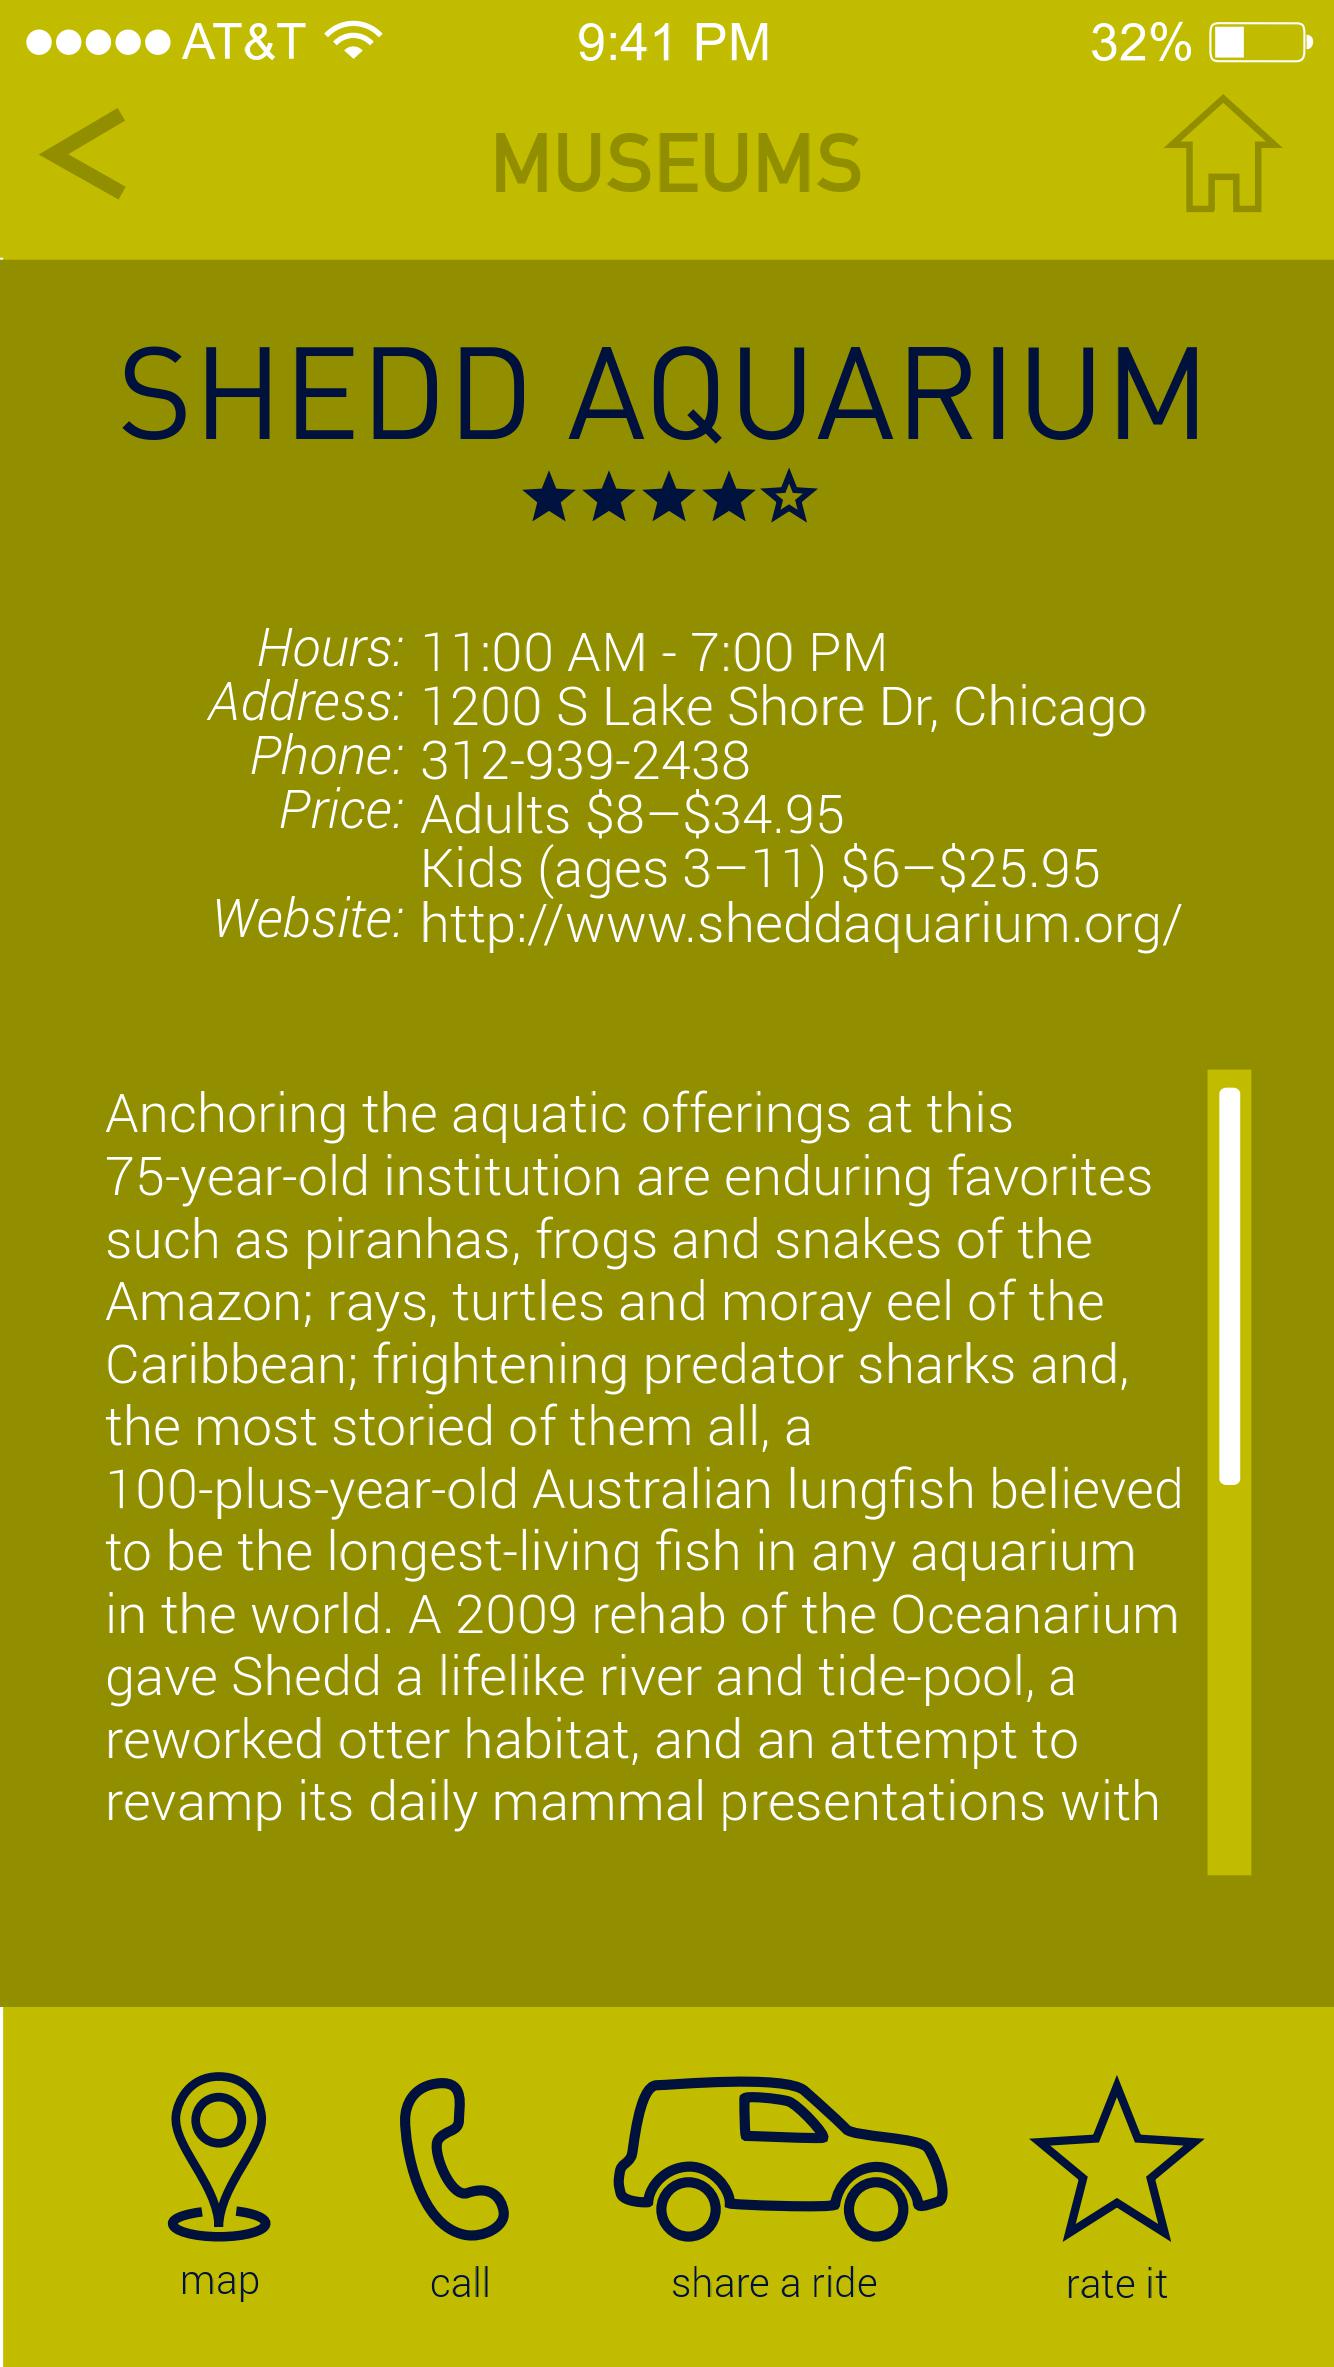 AT&T 9:41 PM 32%
MUSEUMS
SHEDD AQUARIUM
Hours: 11:00 AM - 7:00 PM
Address: 1200 S Lake Shore Dr, Chicago
Phone: 312-939-2438
Price: Adults $8–$34.95
Kids (ages 3–11) $6–$25.95
Website: http://www.sheddaquarium.org/
Anchoring the aquatic offerings at this
75-year-old institution are enduring favorites
such as piranhas, frogs and snakes of the
Amazon; rays, turtles and moray eel of the
Caribbean; frightening predator sharks and,
the most storied of them all, a
100-plus-year-old Australian lungfish believed
to be the longest-living fish in any aquarium
in the world. A 2009 rehab of the Oceanarium
gave Shedd a lifelike river and tide-pool, a
reworked otter habitat, and an attempt to
revamp its daily mammal presentations with
map call share a ride rate it